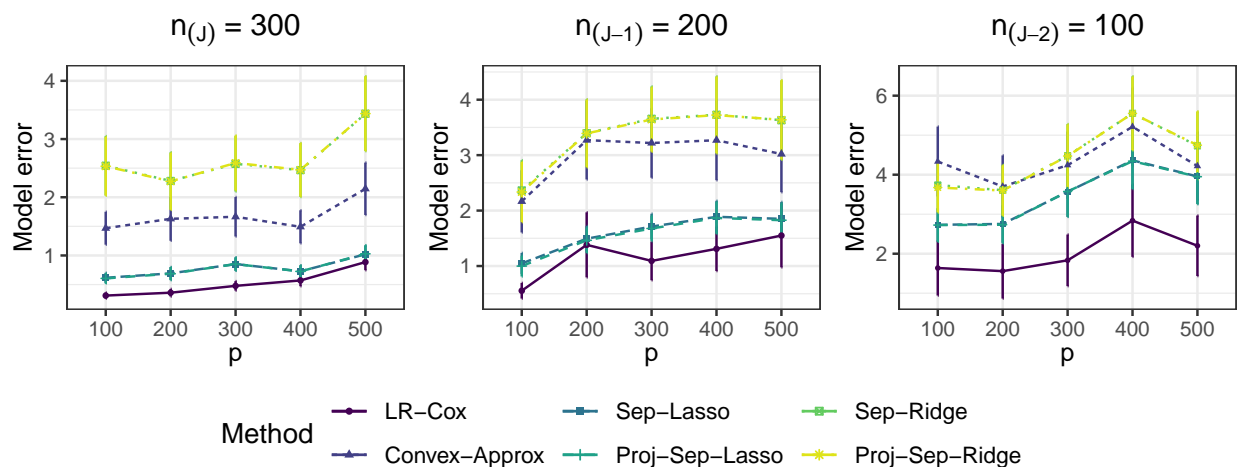 n(J) = 300
n(J−1) = 200
n(J−2) = 100
Model error
4
3
2
1
100 200 300 400 500
p
Model error
4
3
2
1
100 200 300 400 500
p
Model error
6
4
2
100 200 300 400 500
p
Method
LR−Cox
Sep−Lasso
Sep−Ridge
Convex−Approx
Proj−Sep−Lasso
Proj−Sep−Ridge